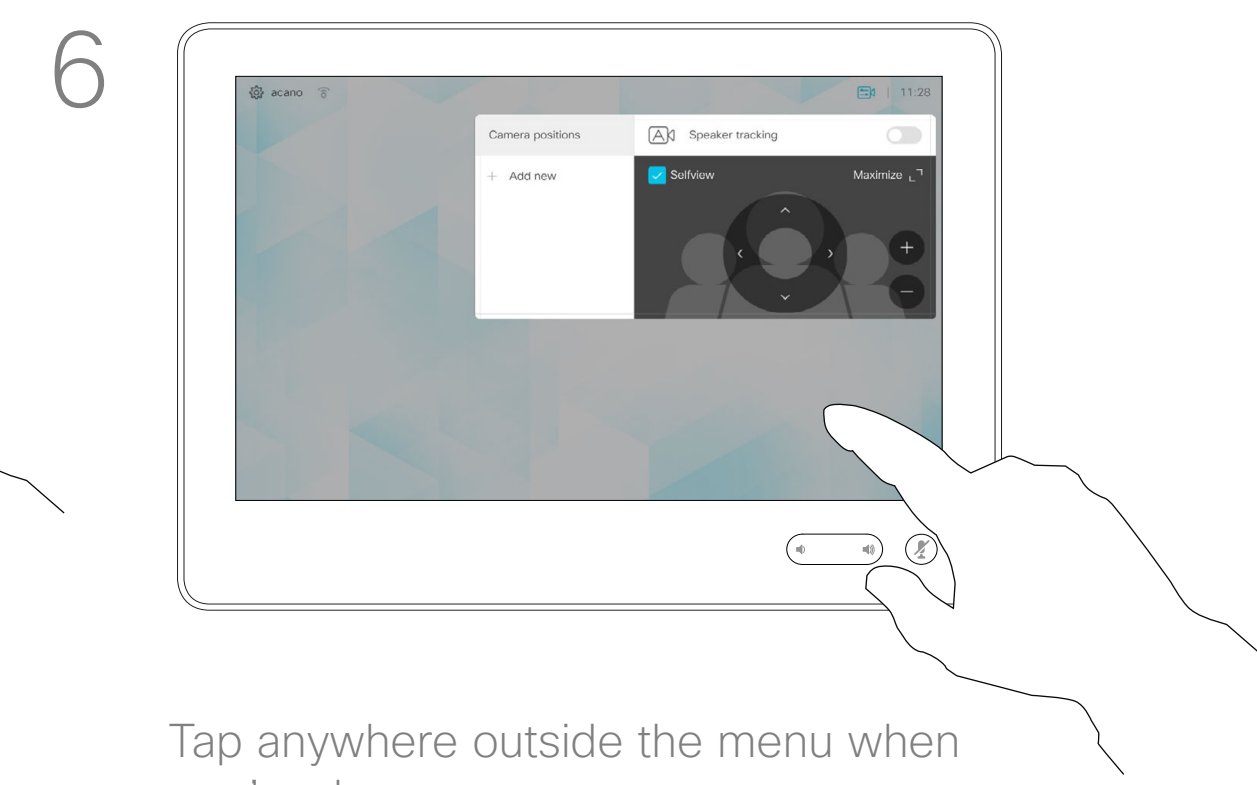 6
acano
11:28
Camera positions
Speaker tracking
Add new
Selfview
Maximize
Tap anywhere outside the menu when